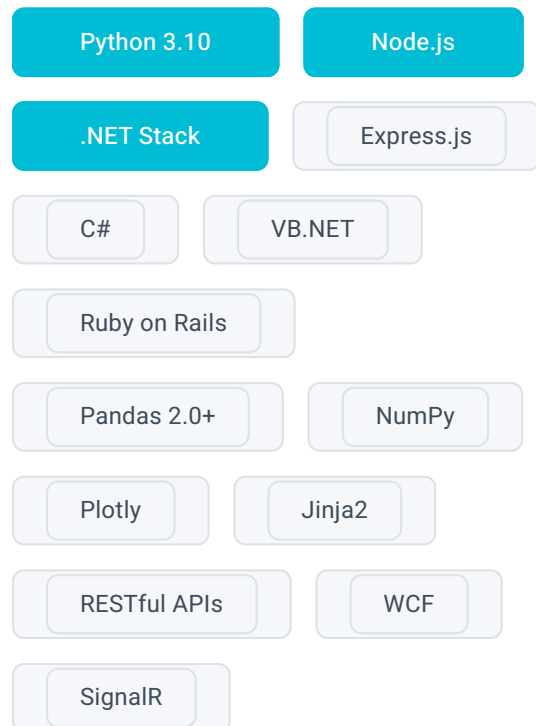 Python 3.10 Node.js
.NET Stack Express.js
C# VB.NET
Ruby on Rails
Pandas 2.0+ NumPy
Plotly Jinja2
RESTful APIs WCF
SignalR